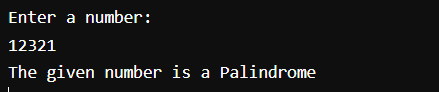 Enter a number:
12321
The given number is a Palindrome